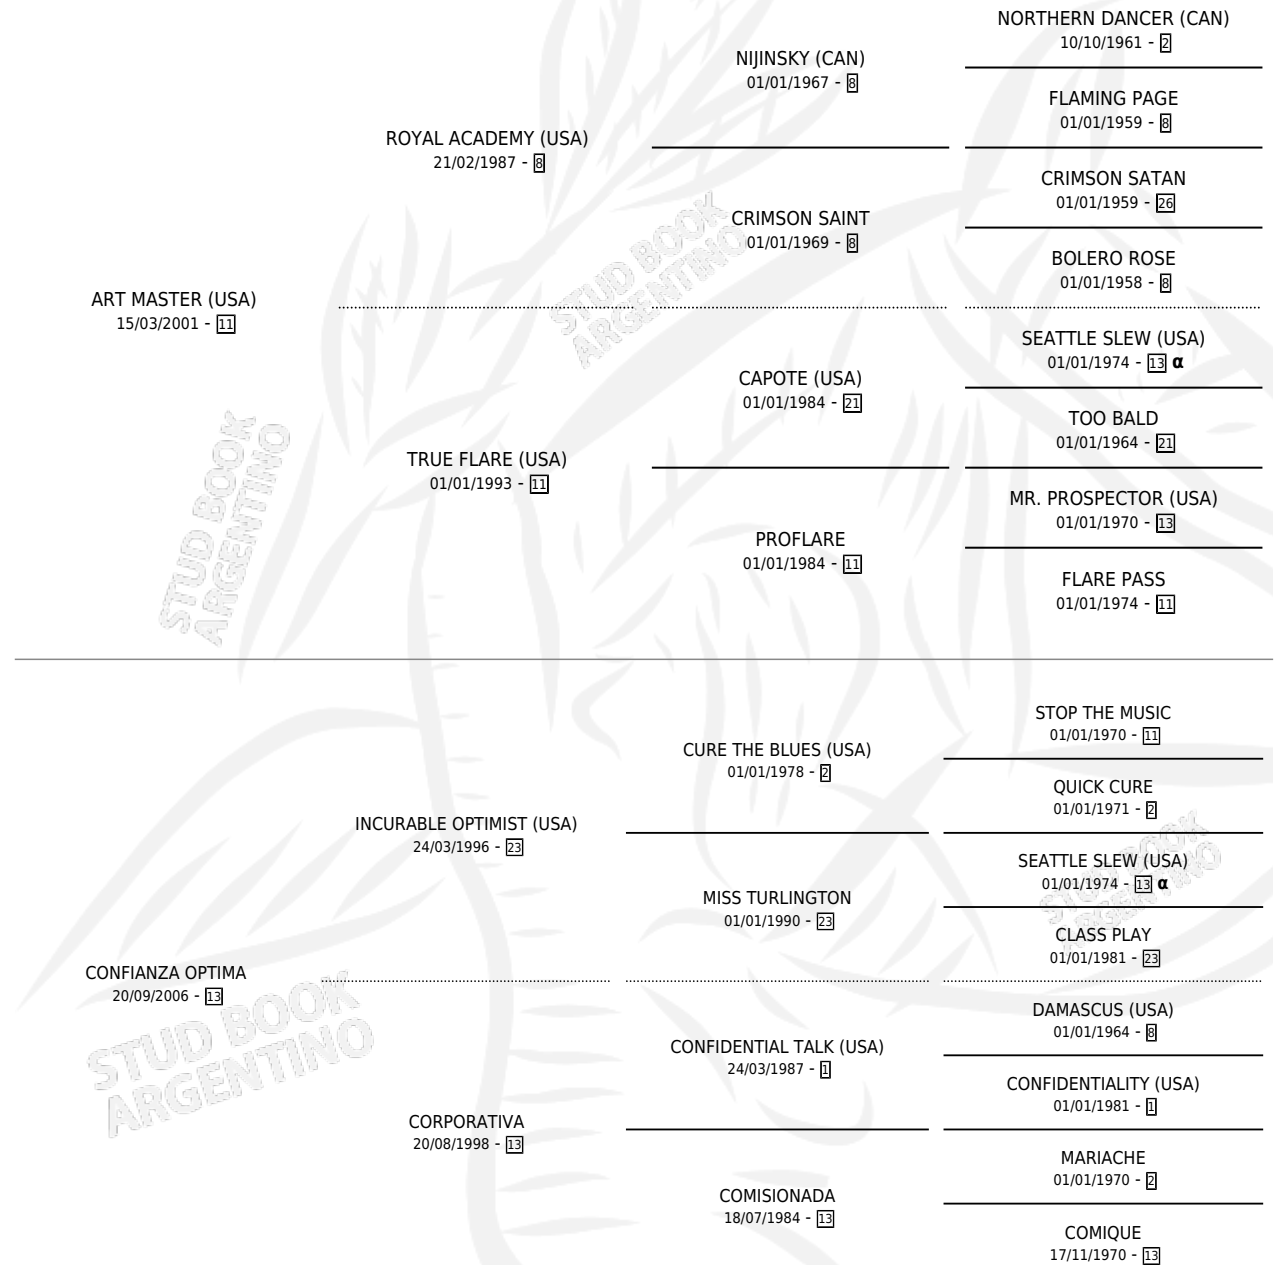 NORTHERN DANCER (CAN)
10/10/1961 - 2
NIJINSKY (CAN)
01/01/1967 - 8
FLAMING PAGE
01/01/1959 - 8
ROYAL ACADEMY (USA)
21/02/1987 - 8
CRIMSON SATAN
01/01/1959 - 26
CRIMSON SAINT
01/01/1969 - 8
BOLERO ROSE
01/01/1958 - 8
STUD BOOK
ARGENTINO
ART MASTER (USA)
15/03/2001 - 11
SEATTLE SLEW (USA)
01/01/1974 - 13 α
CAPOTE (USA)
01/01/1984 - 21
TOO BALD
01/01/1964 - 21
TRUE FLARE (USA)
01/01/1993 - 11
MR. PROSPECTOR (USA)
01/01/1970 - 13
PROFLARE
01/01/1984 - 11
FLARE PASS
01/01/1974 - 11
STUD BOOK
ARGENTINO
STOP THE MUSIC
01/01/1970 - 11
CURE THE BLUES (USA)
01/01/1978 - 2
QUICK CURE
01/01/1971 - 2
INCURABLE OPTIMIST (USA)
24/03/1996 - 23
SEATTLE SLEW (USA)
01/01/1974 - 13 α
MISS TURLINGTON
01/01/1990 - 23
CLASS PLAY
01/01/1981 - 23
STUD BOOK
ARGENTINO
CONFIANZA OPTIMA
20/09/2006 - 13
DAMASCUS (USA)
01/01/1964 - 8
CONFIDENTIAL TALK (USA)
24/03/1987 - 1
CONFIDENTIALITY (USA)
01/01/1981 - 1
CORPORATIVA
20/08/1998 - 13
MARIACHE
01/01/1970 - 2
COMISIONADA
18/07/1984 - 13
COMIQUE
17/11/1970 - 13
STUD BOOK
ARGENTINO